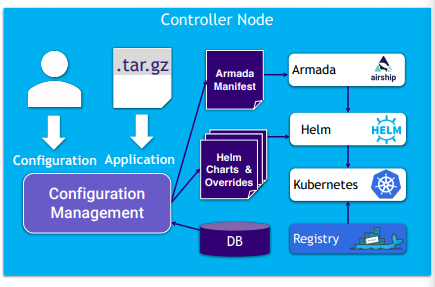 Controller Node
.tar.gz
Armada
Manifest
Armada
airship
Configuration
Application
Helm
Charts &
Overrides
Helm
HELM
Configuration
Management
Kubernetes
DB
Registry